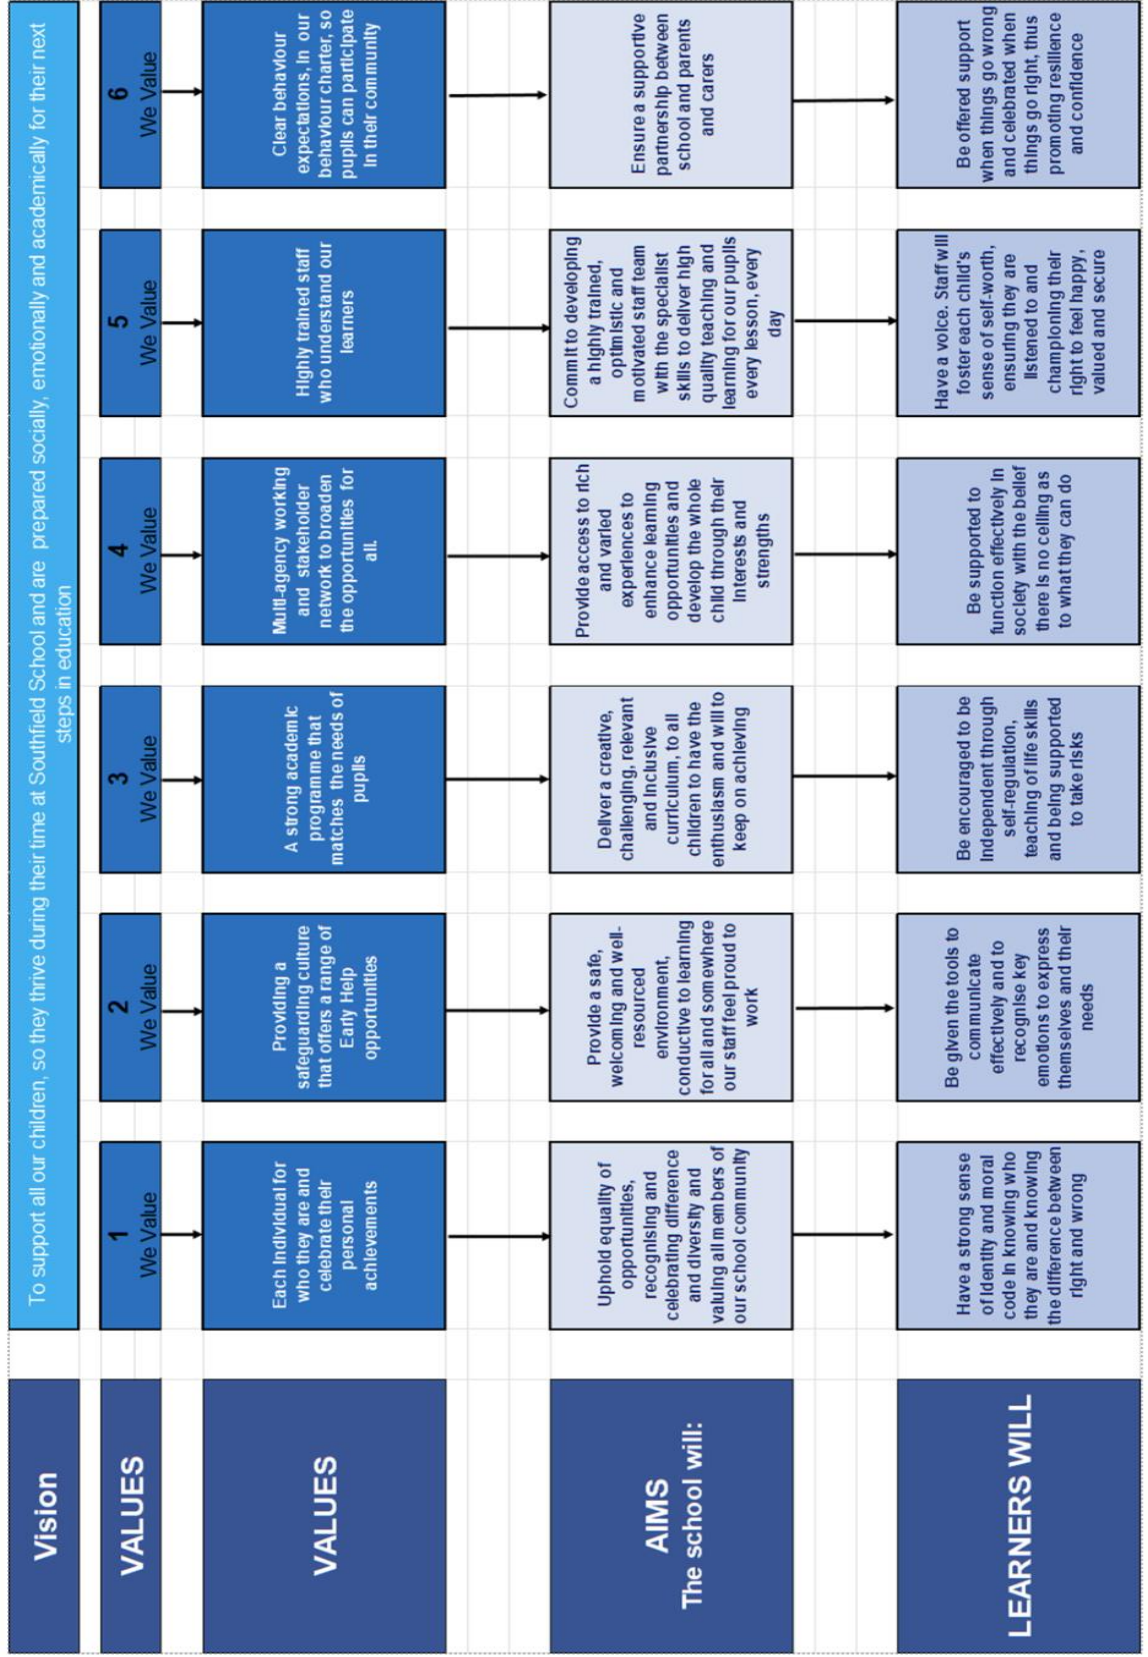 Vision
To support all our children, so they thrive during their time at Southfield School and are prepared socially, emotionally and academically for their next
steps in education
VALUES
1
We Value
2
We Value
3
We Value
4
We Value
5
We Value
6
We Value
VALUES
Each individual for
who they are and
celebrate their
personal
achievements
Providing a
safeguarding culture
that offers a range of
Early Help
opportunities
A strong academic
programme that
matches the needs of
pupils
Multi-agency working
and stakeholder
network to broaden
the opportunities for
all.
Highly trained staff
who understand our
learners
Clear behaviour
expectations, in our
behaviour charter, so
pupils can participate
in their community
AIMS
The school will:
Uphold equality of
opportunities,
recognising and
celebrating difference
and diversity and
valuing all members of
our school community
Provide a safe,
welcoming and well-
resourced
environment,
conductive to learning
for all and somewhere
our staff feel proud to
work
Deliver a creative,
challenging, relevant
and inclusive
curriculum, to all
children to have the
enthusiasm and will to
keep on achieving
Provide access to rich
and varied
experiences to
enhance learning
opportunities and
develop the whole
child through their
interests and
strengths
Commit to developing
a highly trained,
optimistic and
motivated staff team
with the specialist
skills to deliver high
quality teaching and
learning for our pupils
every lesson, every
day
Ensure a supportive
partnership between
school and parents
and carers
LEARNERS WILL
Have a strong sense
of identity and moral
code in knowing who
they are and knowing
the difference between
right and wrong
Be given the tools to
communicate
effectively and to
recognise key
emotions to express
themselves and their
needs
Be encouraged to be
independent through
self-regulation,
teaching of life skills
and being supported
to take risks
Be supported to
function effectively in
society with the belief
there is no ceiling as
to what they can do
Have a voice. Staff will
foster each child's
sense of self-worth,
ensuring they are
listened to and
championing their
right to feel happy,
valued and secure
Be offered support
when things go wrong
and celebrated when
things go right, thus
promoting resilience
and confidence